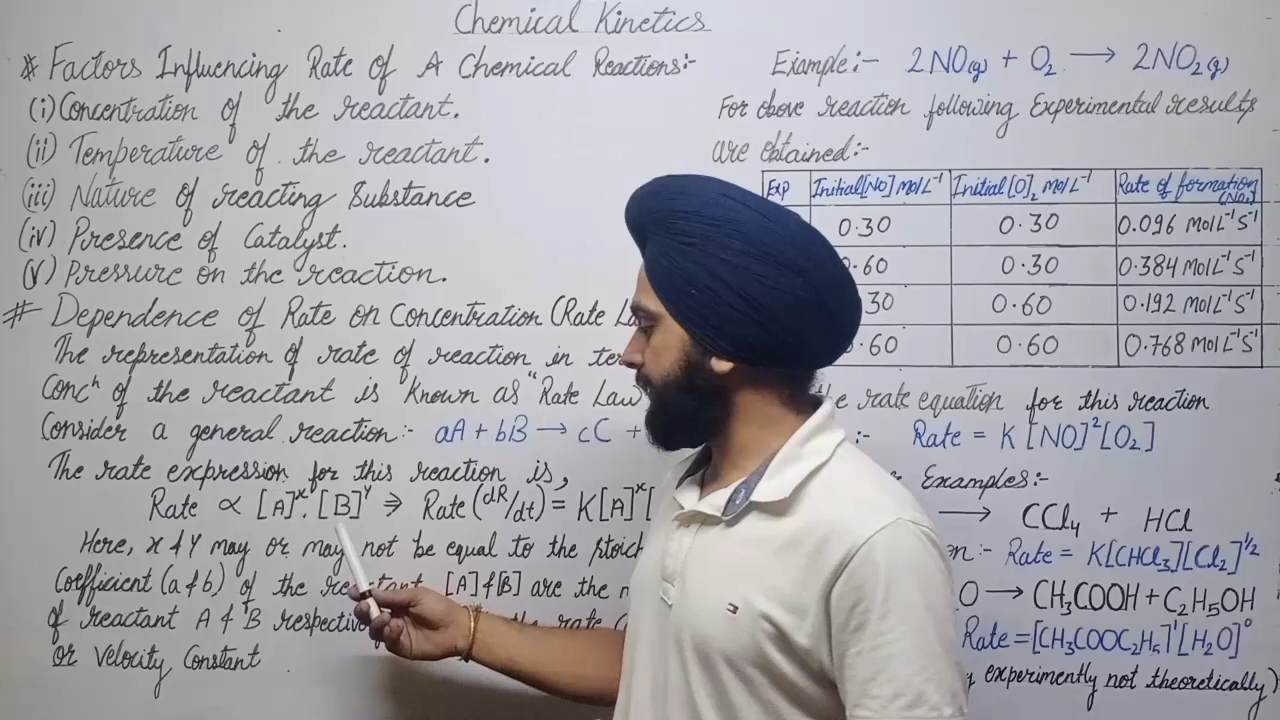 Chemical Kinetics
# Factors Influencing Rate of A Chemical Reactions:-
(i) Concentration of the reactant.
(ii) Temperature of the reactant.
(iii) Nature of reacting Substance
(iv) Presence of Catalyst.
(v) Pressure on the reaction.
# Dependence of Rate on Concentration (Rate
The representation of rate of reaction in
Concⁿ of the reactant is Known as "Rate Law
Consider a general reaction:- aA + bB → cC +
The rate expression for this reaction is,
Rate ∝ [A]ˣ.[B]ʸ ⇒ Rate (dR/dt) = K[A]ˣ[
Here, x & y may or may not be equal to the
Coefficient (a & b) of the reactant. [A] & [B] are the
of reactant A & B the rate
or Velocity Constant
Example:- 2NO(g) + O₂ → 2NO₂(g)
For above reaction following Experimental results
are obtained:-
Exp Initial [NO] mol L⁻¹ Initial [O]₂ mol L⁻¹ Rate of formation (NO₂)
0.30 0.30 0.096 Mol L⁻¹ S⁻¹
.60 0.30 0.384 Mol L⁻¹ S⁻¹
30 0.60 0.192 Mol L⁻¹ S⁻¹
.60 0.60 0.768 Mol L⁻¹ S⁻¹
the rate equation for this reaction
:- Rate = K [NO]²[O₂]
Examples:-
→ CCl₄ + HCl
:- Rate = K[CHCl₃][Cl₂]^1/2
O → CH₃COOH + C₂H₅OH
Rate = [CH₃COOC₂H₅]¹[H₂O]⁰
experimently not theoretically)